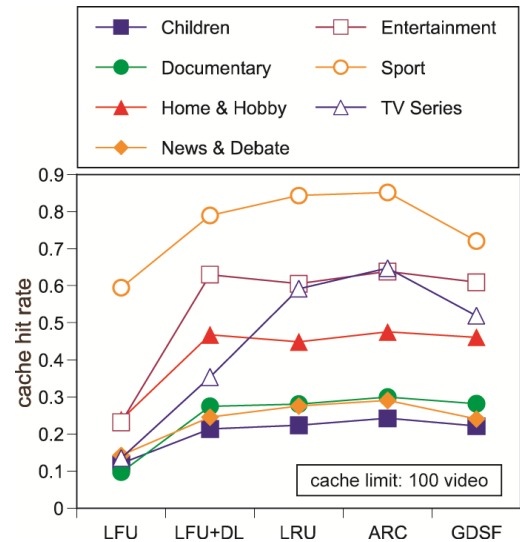 Children Entertainment
Documentary Sport
Home & Hobby TV Series
News & Debate
0.9
0.8
0.7
0.6
0.5
0.4
0.3
0.2
0.1
0
cache hit rate
cache limit: 100 video
LFU LFU+DL LRU ARC GDSF